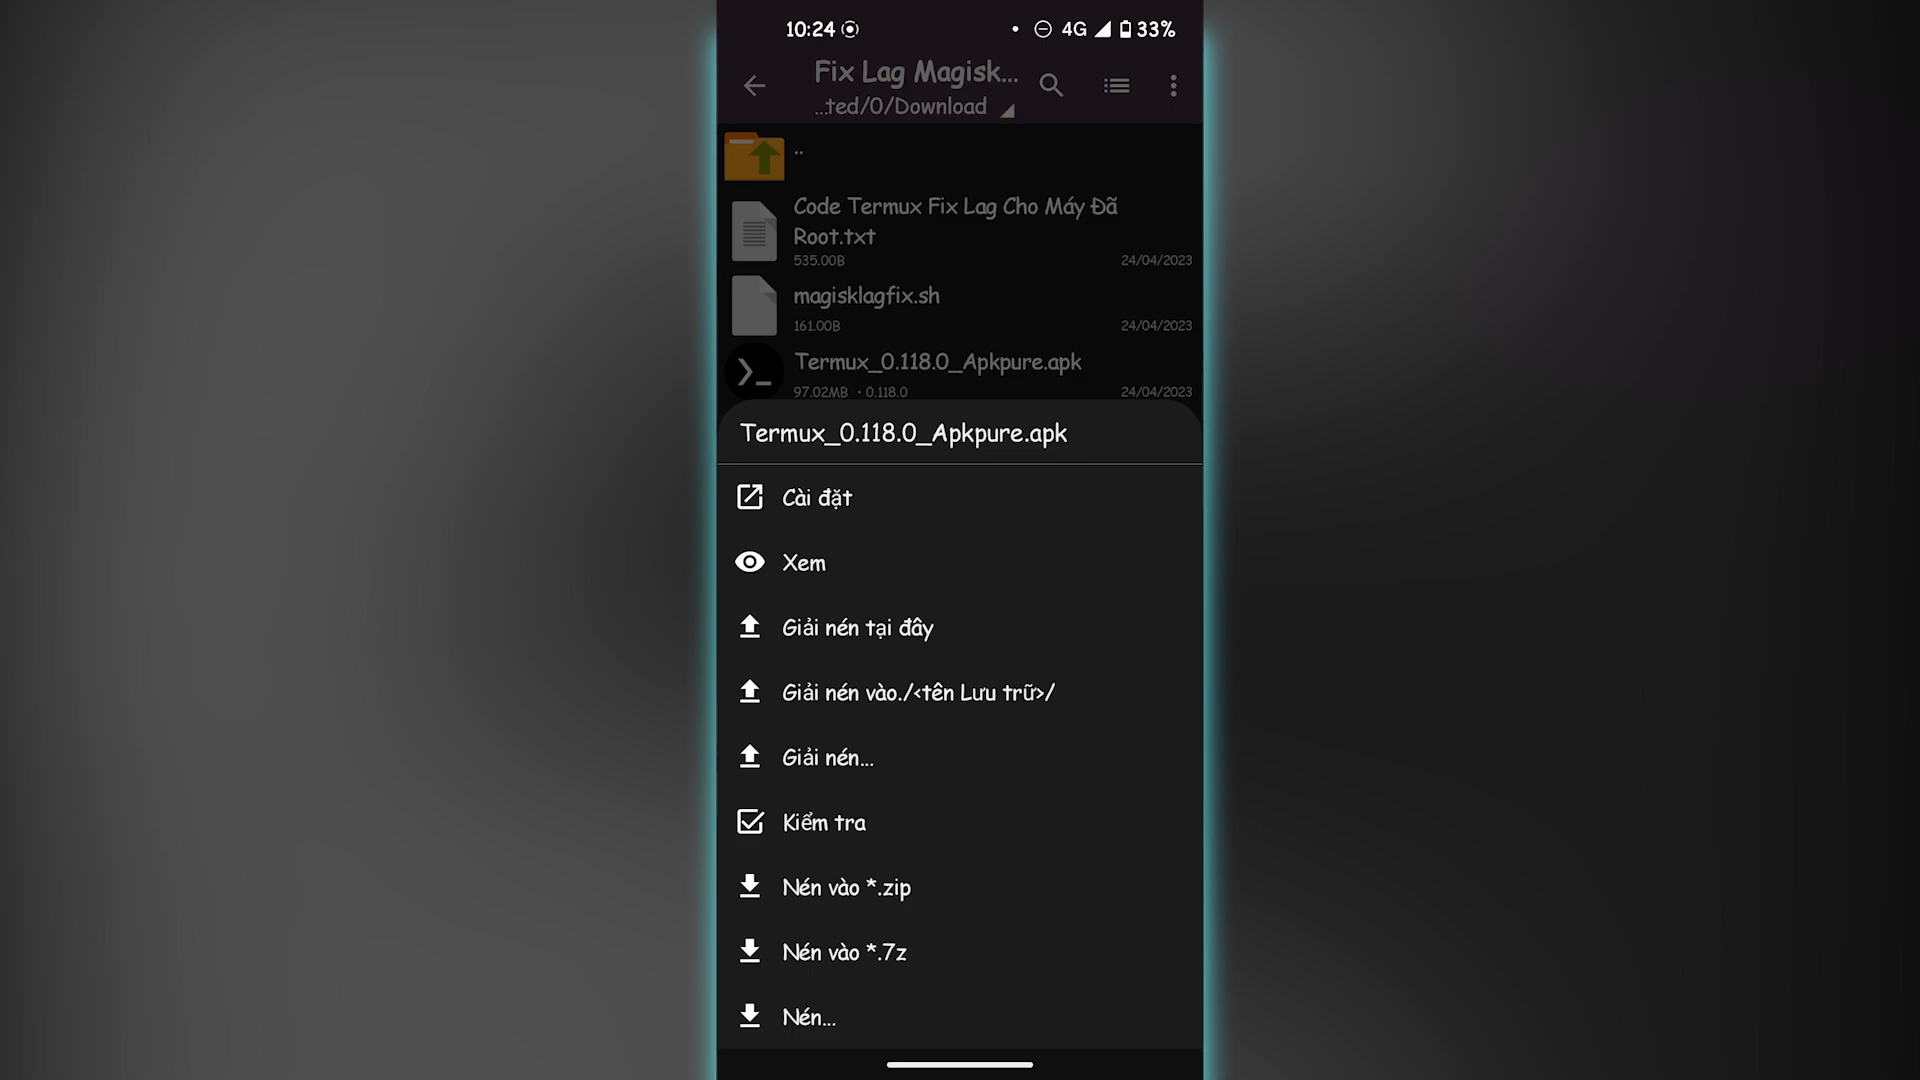 10:24 4G 33%
Fix Lag Magisk...
...ted/0/Download
..
Code Termux Fix Lag Cho Máy Đã
Root.txt
535.00B 24/04/2023
magisklagfix.sh
161.00B 24/04/2023
Termux_0.118.0_Apkpure.apk
97.02MB · 0.118.0 24/04/2023
Termux_0.118.0_Apkpure.apk
Cài đặt
Xem
Giải nén tại đây
Giải nén vào./<tên Lưu trữ>/
Giải nén...
Kiểm tra
Nén vào *.zip
Nén vào *.7z
Nén...